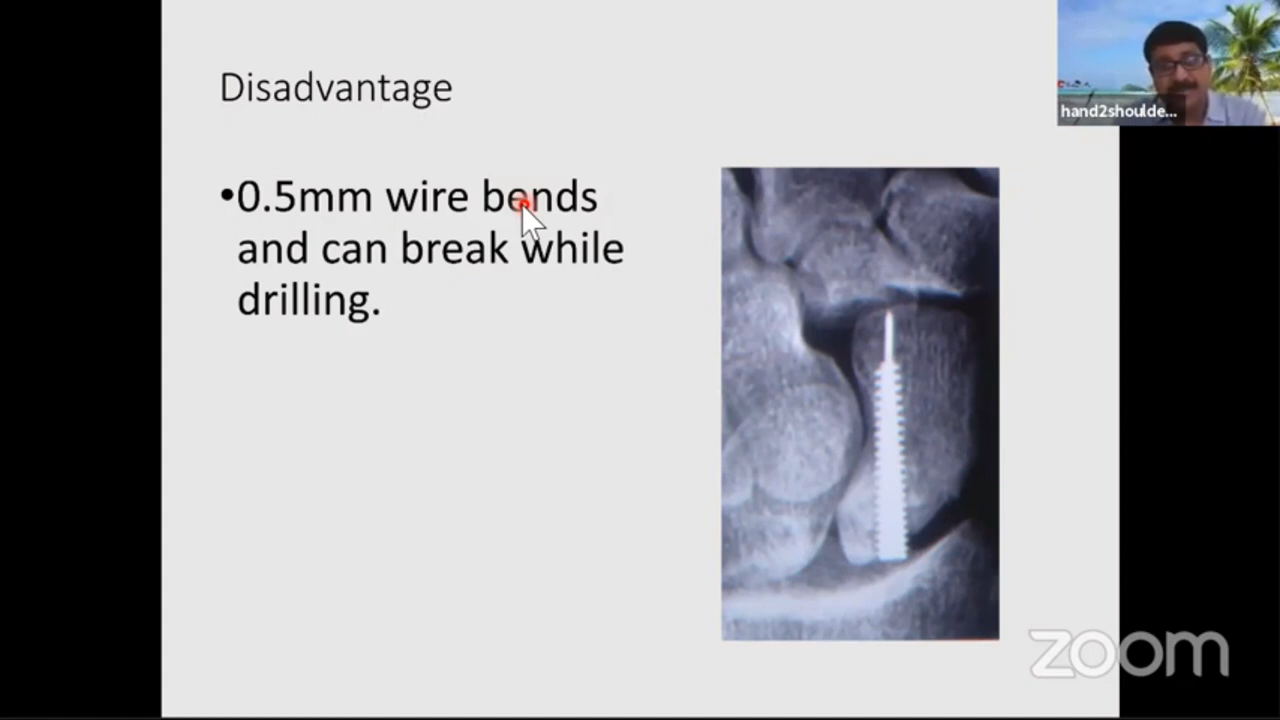 Disadvantage
hand2shoulde...
•0.5mm wire bends
and can break while
drilling.
zoom